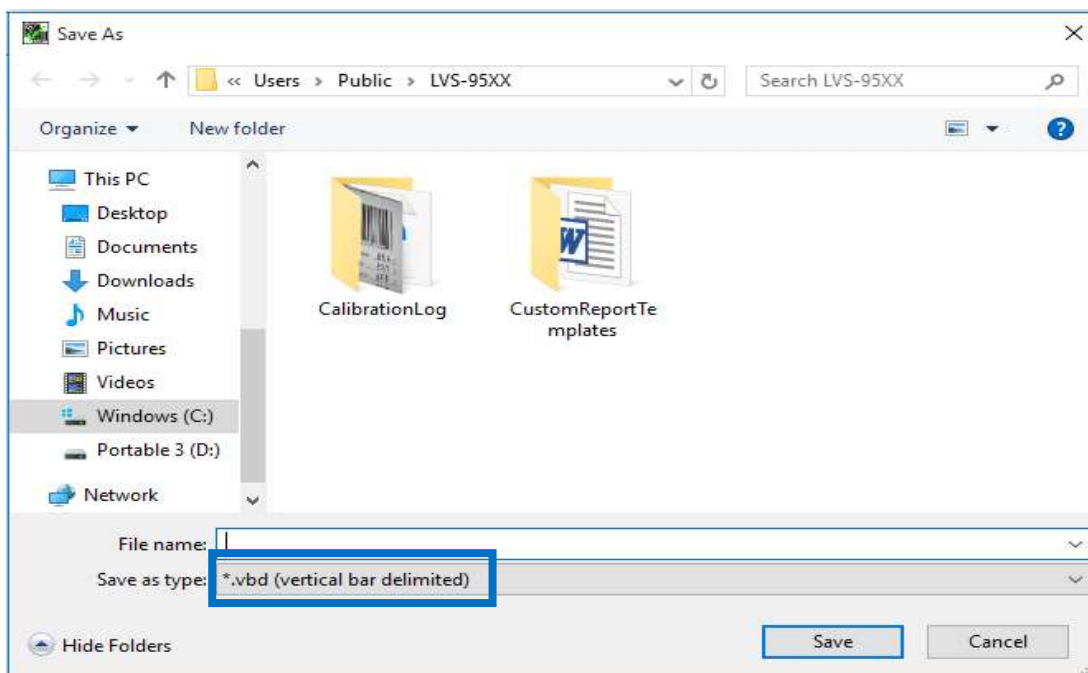 Save As
« Users > Public > LVS-95XX
Search LVS-95XX
Organize
New folder
This PC
Desktop
Documents
Downloads
Music
Pictures
Videos
Windows (C:)
Portable 3 (D:)
Network
CalibrationLog
CustomReportTe
mplates
File name:
Save as type: *.vbd (vertical bar delimited)
Hide Folders
Save
Cancel